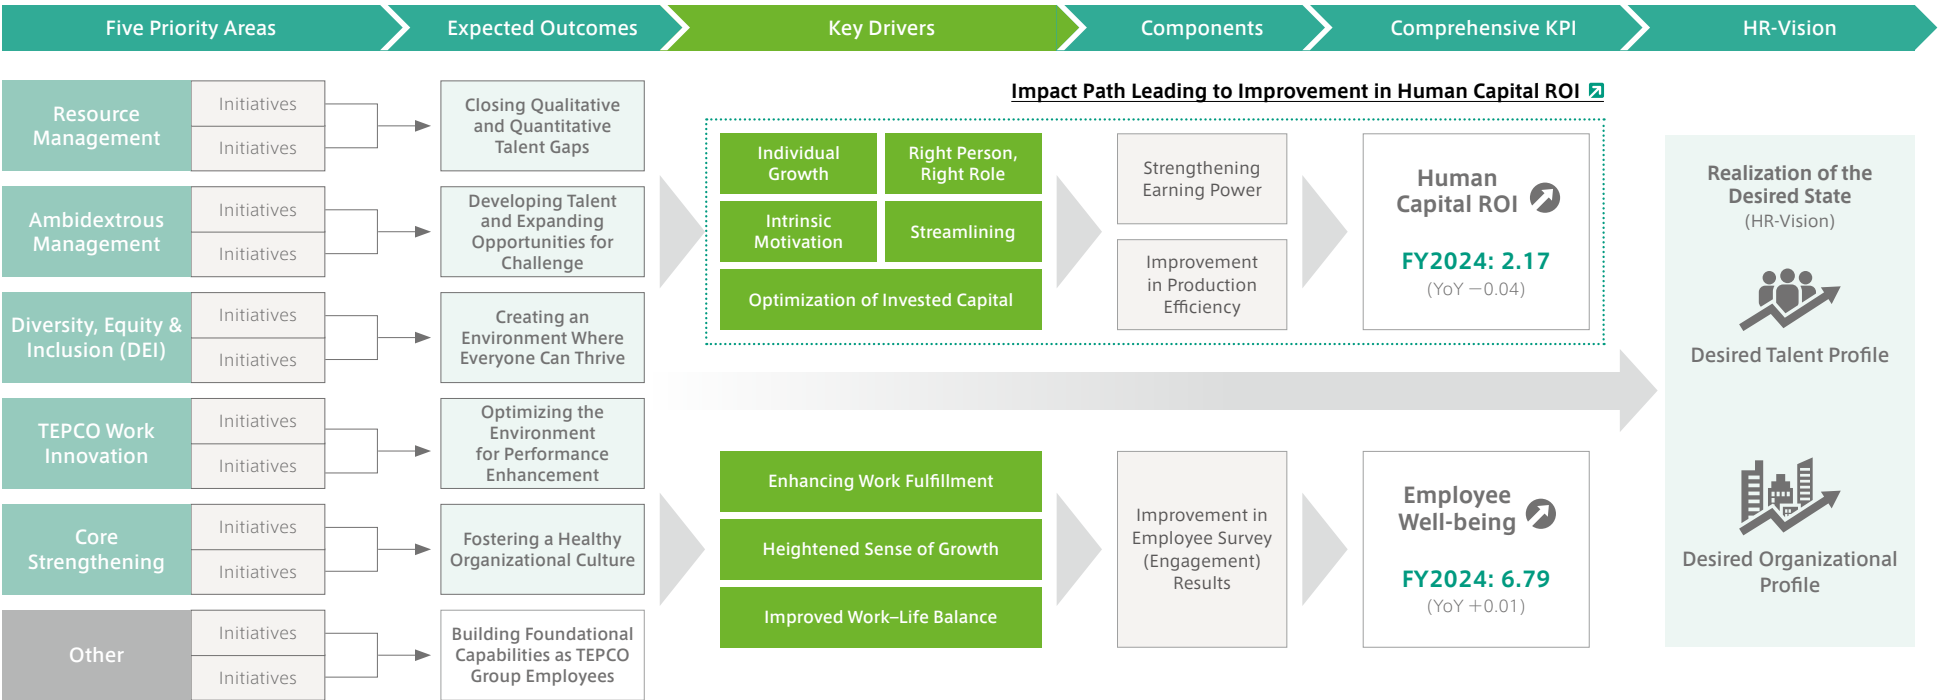 Five Priority Areas
Expected Outcomes
Key Drivers
Components
Comprehensive KPI
HR-Vision
Resource
Management
Initiatives
Initiatives
Closing Qualitative
and Quantitative
Talent Gaps
Ambidextrous
Management
Initiatives
Initiatives
Developing Talent
and Expanding
Opportunities for
Challenge
Diversity, Equity &
Inclusion (DEI)
Initiatives
Initiatives
Creating an
Environment Where
Everyone Can Thrive
TEPCO Work
Innovation
Initiatives
Initiatives
Optimizing the
Environment
for Performance
Enhancement
Core
Strengthening
Initiatives
Initiatives
Fostering a Healthy
Organizational Culture
Other
Initiatives
Initiatives
Building Foundational
Capabilities as TEPCO
Group Employees
Impact Path Leading to Improvement in Human Capital ROI
Individual
Growth
Right Person,
Right Role
Intrinsic
Motivation
Streamlining
Optimization of Invested Capital
Strengthening
Earning Power
Improvement
in Production
Efficiency
Human
Capital ROI
FY2024: 2.17
(YoY −0.04)
Enhancing Work Fulfillment
Heightened Sense of Growth
Improved Work–Life Balance
Improvement in
Employee Survey
(Engagement)
Results
Employee
Well-being
FY2024: 6.79
(YoY +0.01)
Realization of the
Desired State
(HR-Vision)
Desired Talent Profile
Desired Organizational
Profile